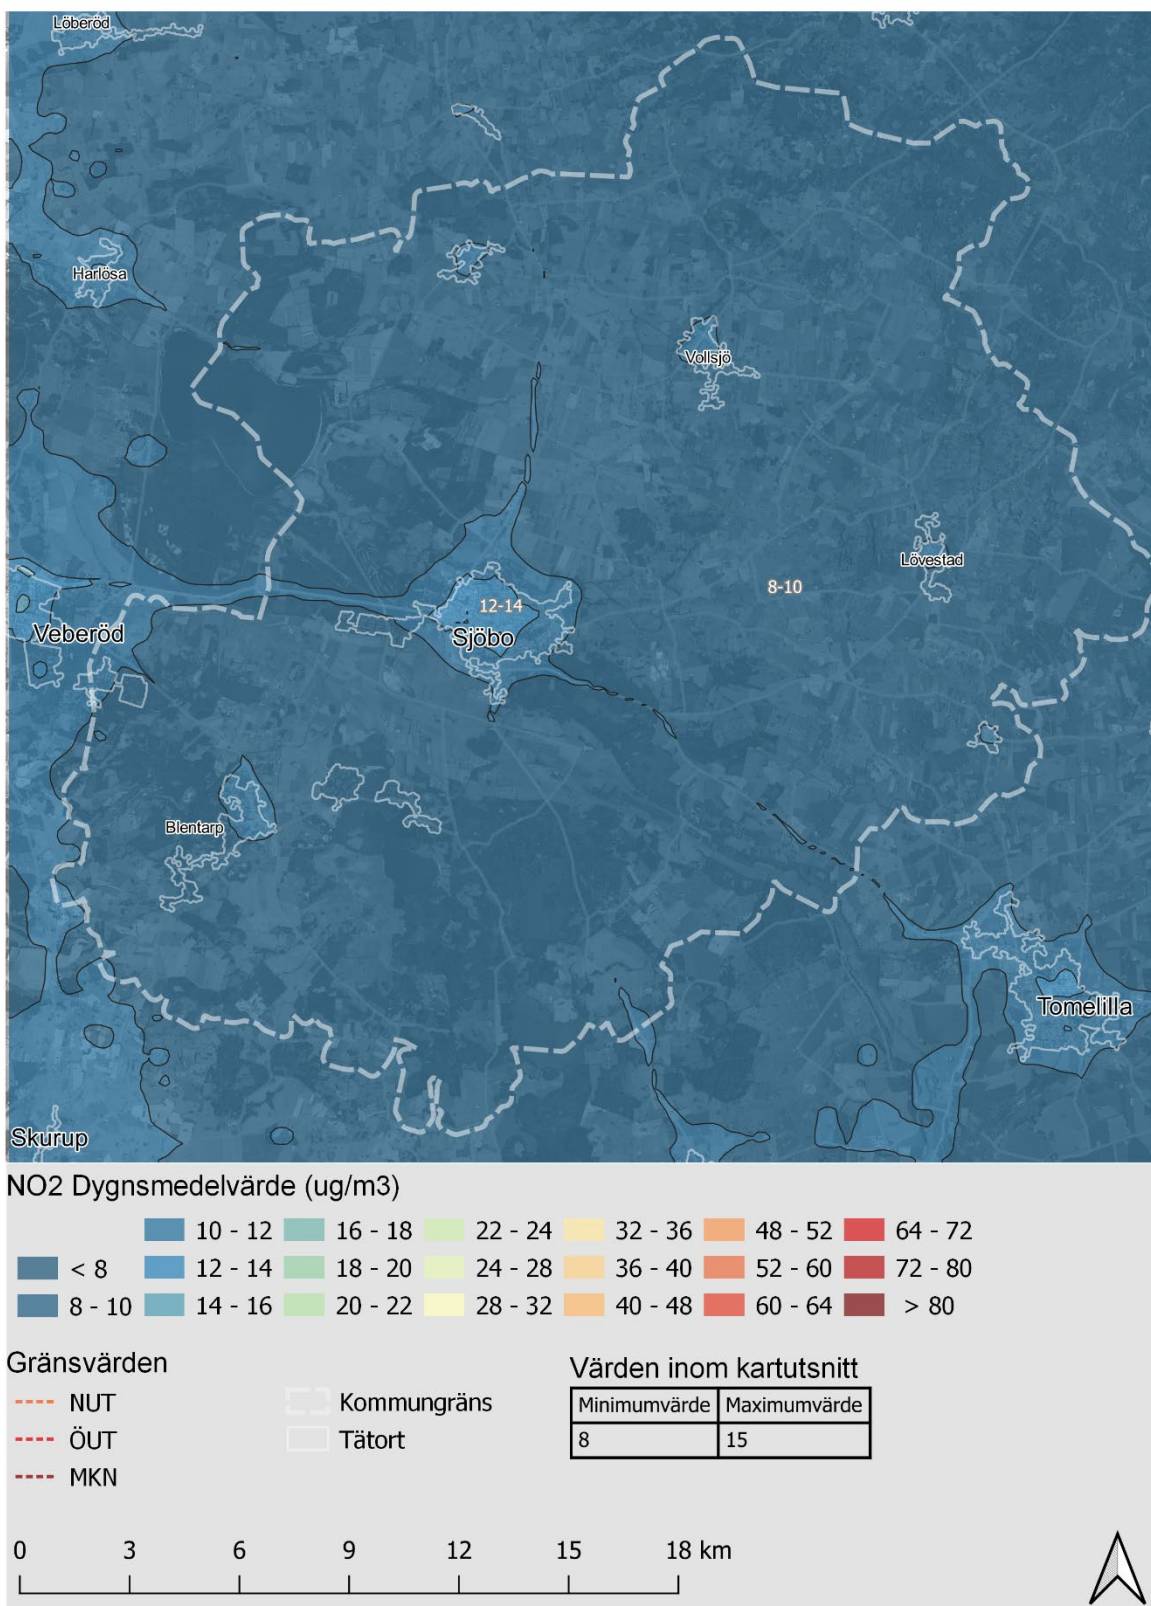 Löberöd
Harlösa
Vollsjö
Lövestad
8-10
12-14
Sjöbo
Veberöd
Blentarp
Tomelilla
Skurup
NO2 Dygnsmedelvärde (ug/m3)
10 - 12 16 - 18 22 - 24 32 - 36 48 - 52 64 - 72
< 8 12 - 14 18 - 20 24 - 28 36 - 40 52 - 60 72 - 80
8 - 10 14 - 16 20 - 22 28 - 32 40 - 48 60 - 64 > 80
Gränsvärden
NUT
ÖUT
MKN
Kommungräns
Tätort
Värden inom kartutsnitt
Minimumvärde Maximumvärde
8 15
0 3 6 9 12 15 18 km